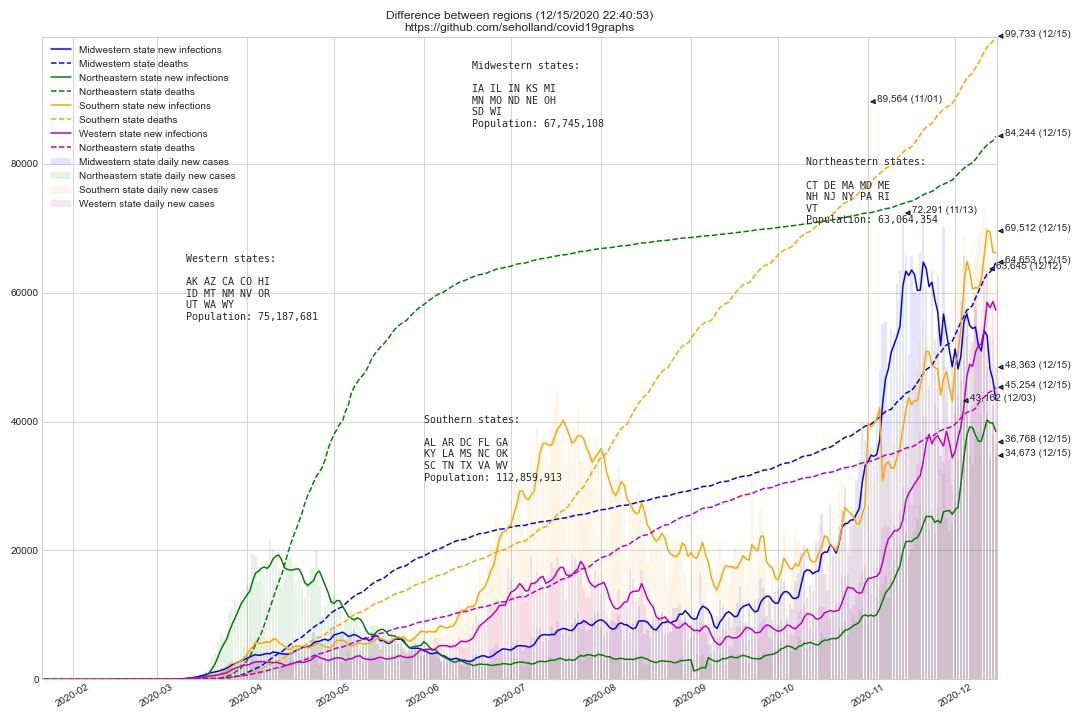 Difference between regions (12/15/2020 22:40:53)
https://github.com/seholland/covid19graphs
Midwestern state new infections
Midwestern state deaths
Northeastern state new infections
Northeastern state deaths
Southern state new infections
Southern state deaths
Western state new infections
Northeastern state deaths
Midwestern state daily new cases
Northeastern state daily new cases
Southern state daily new cases
Western state daily new cases
Midwestern states:
IA IL IN KS MI
MN MO ND NE OH
SD WI
Population: 67,745,108
Northeastern states:
CT DE MA MD ME
NH NJ NY PA RI
VT
Population: 63,064,354
Western states:
AK AZ CA CO HI
ID MT NM NV OR
UT WA WY
Population: 75,187,681
Southern states:
AL AR DC FL GA
KY LA MS NC OK
SC TN TX VA WV
Population: 112,859,913
99,733 (12/15)
89,564 (11/01)
84,244 (12/15)
72,291 (11/13)
69,512 (12/15)
64,653 (12/15)
63,645 (12/12)
48,363 (12/15)
45,254 (12/15)
43,162 (12/03)
36,768 (12/15)
34,673 (12/15)
80000
60000
40000
20000
0
2020-02
2020-03
2020-04
2020-05
2020-06
2020-07
2020-08
2020-09
2020-10
2020-11
2020-12